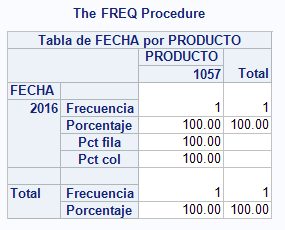 The FREQ Procedure
Tabla de FECHA por PRODUCTO
PRODUCTO
1057 Total
FECHA
2016 Frecuencia 1 1
Porcentaje 100.00 100.00
Pct fila 100.00
Pct col 100.00
Total Frecuencia 1 1
Porcentaje 100.00 100.00